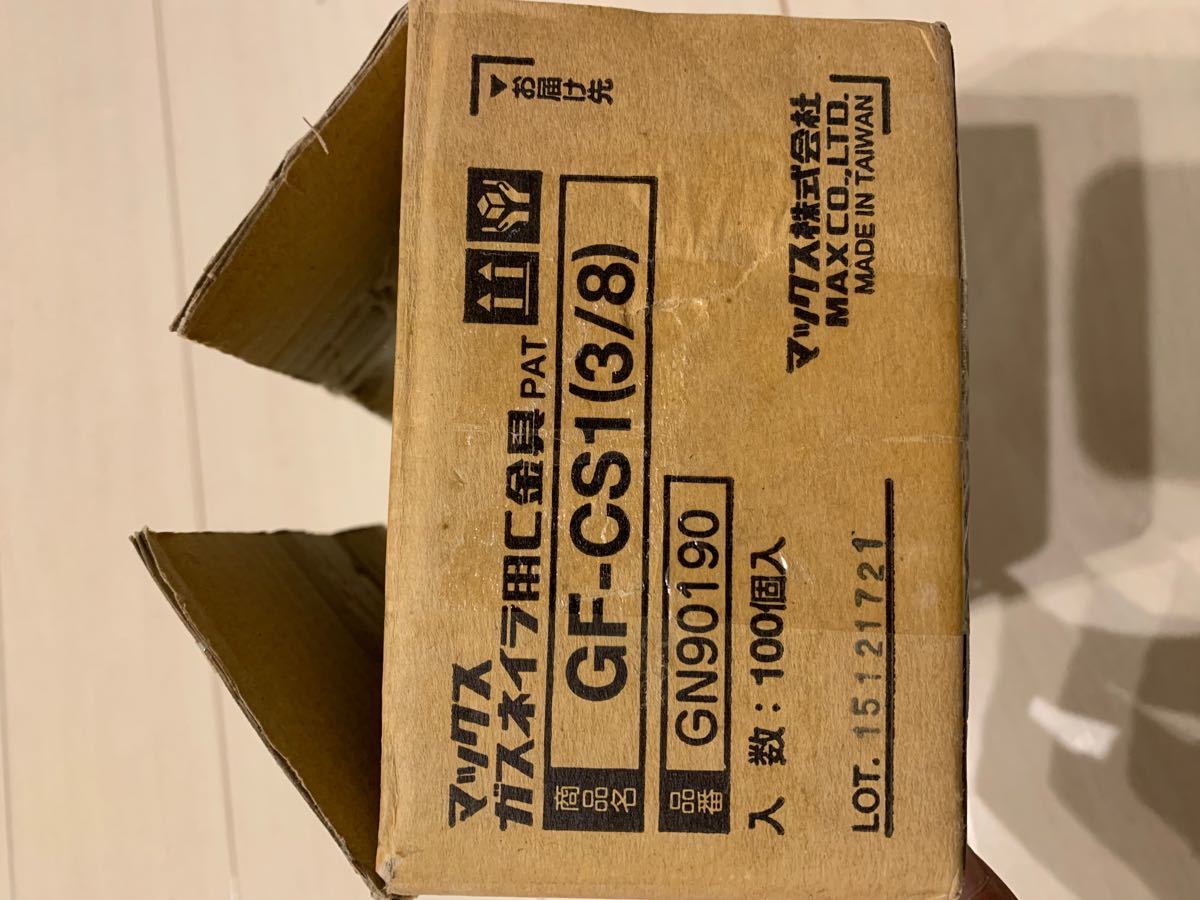 マックス
ガスネイラ用C金具 PAT
商品名 GF-CS1(3/8)
品番 GN90190
入 数：100個入
LOT. 15121721
▶お届け先
マックス株式会社
MAX CO.,LTD.
MADE IN TAIWAN